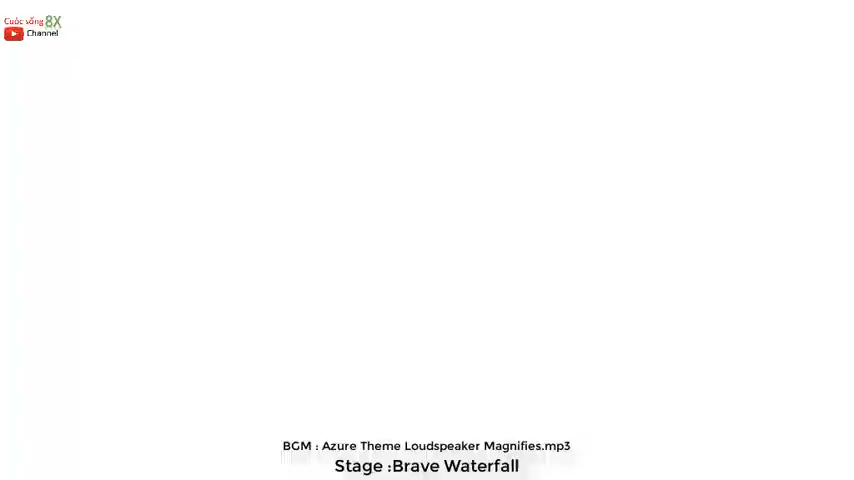 Cuộc sống 8X
Channel
BGM : Azure Theme Loudspeaker Magnifies.mp3
Stage :Brave Waterfall